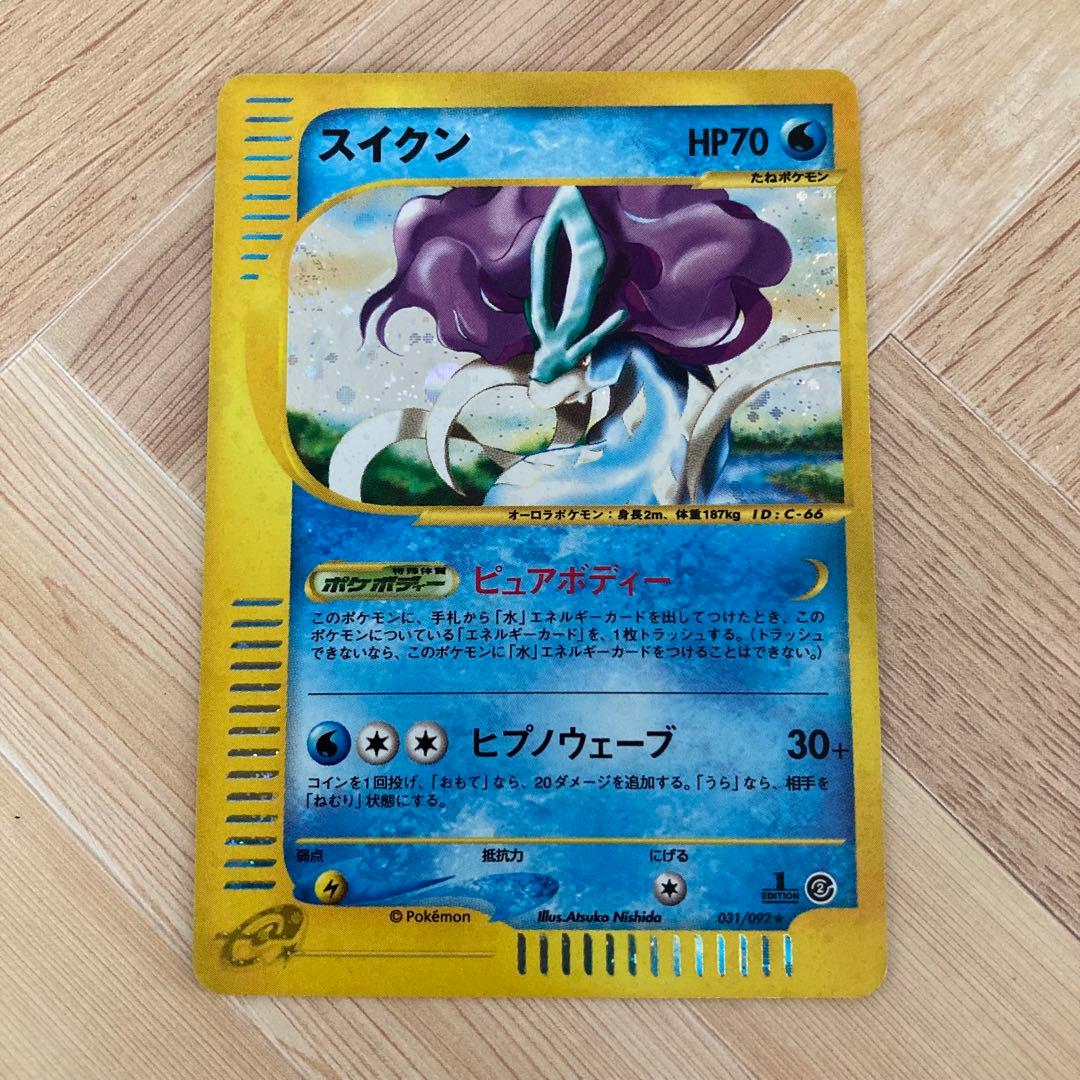 スイクン
HP70
たねポケモン
オーロラポケモン：身長2m、体重187kg ID:C-66
特殊体質
ポケボディー
ピュアボディー
このポケモンに、手札から「水」エネルギーカードを出してつけたとき、この
ポケモンについている「エネルギーカード」を、1枚トラッシュする。（トラッシュ
できないなら、このポケモンに「水」エネルギーカードをつけることはできない。）
ヒプノウェーブ 30+
コインを1回投げ、「おもて」なら、20ダメージを追加する。「うら」なら、相手を
「ねむり」状態にする。
弱点 抵抗力 にげる
1
EDITION
2
© Pokémon Illus.Atsuko Nishida 031/092★
e